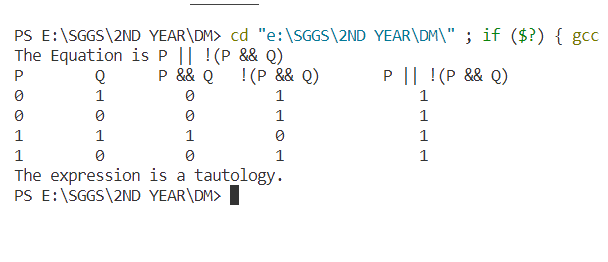 PS E:\SGGS\2ND YEAR\DM> cd "e:\SGGS\2ND YEAR\DM\" ; if ($?) { gcc
The Equation is P || !(P && Q)
P Q P && Q !(P && Q) P || !(P && Q)
0 1 0 1 1
0 0 0 1 1
1 1 1 0 1
1 0 0 1 1
The expression is a tautology.
PS E:\SGGS\2ND YEAR\DM>